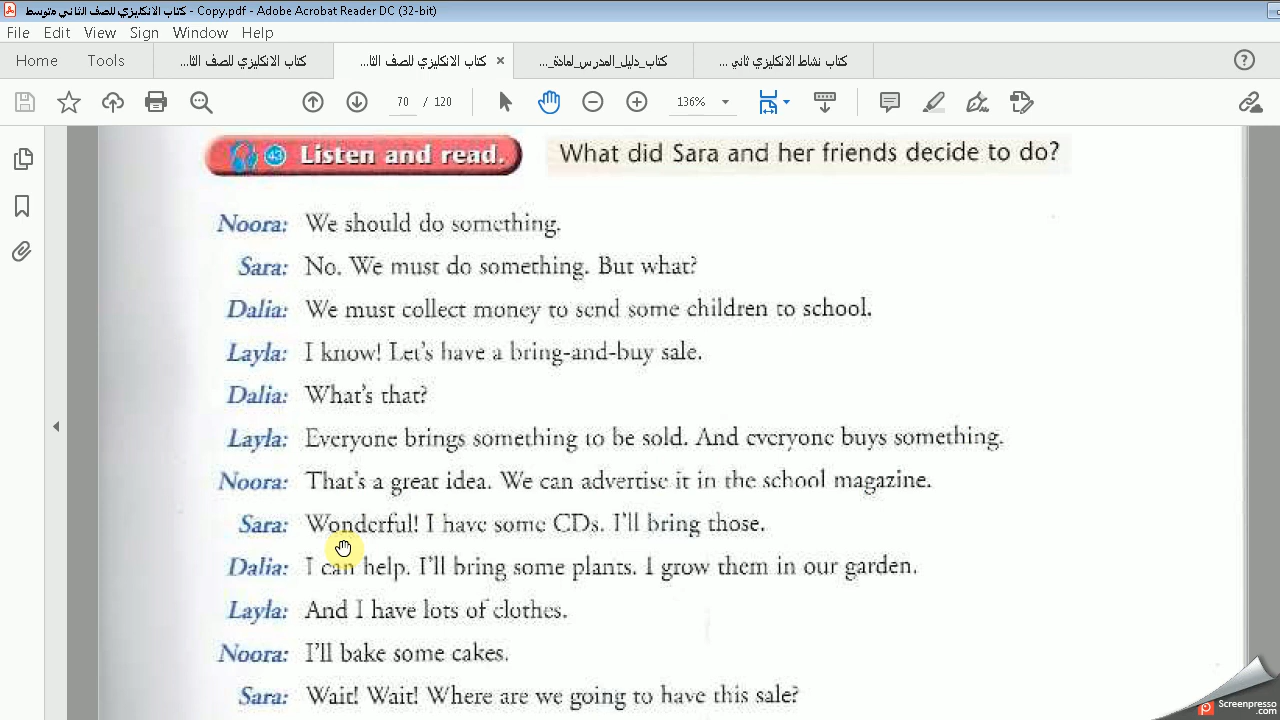 كتاب الانكليزي للصف الثاني متوسط - Copy.pdf - Adobe Acrobat Reader DC (32-bit)
File Edit View Sign Window Help
Home Tools كتاب الانكليزي للصف الثا... كتاب الانكليزي للصف الثا... × كتاب_دليل_المدرس_لمادة_... كتاب نشاط الانكليزي ثاني ... ?
70 / 120 136%
43 Listen and read. What did Sara and her friends decide to do?
Noora: We should do something.
Sara: No. We must do something. But what?
Dalia: We must collect money to send some children to school.
Layla: I know! Let's have a bring-and-buy sale.
Dalia: What's that?
Layla: Everyone brings something to be sold. And everyone buys something.
Noora: That's a great idea. We can advertise it in the school magazine.
Sara: Wonderful! I have some CDs. I'll bring those.
Dalia: I can help. I'll bring some plants. I grow them in our garden.
Layla: And I have lots of clothes.
Noora: I'll bake some cakes.
Sara: Wait! Wait! Where are we going to have this sale?
Screenpresso
.com